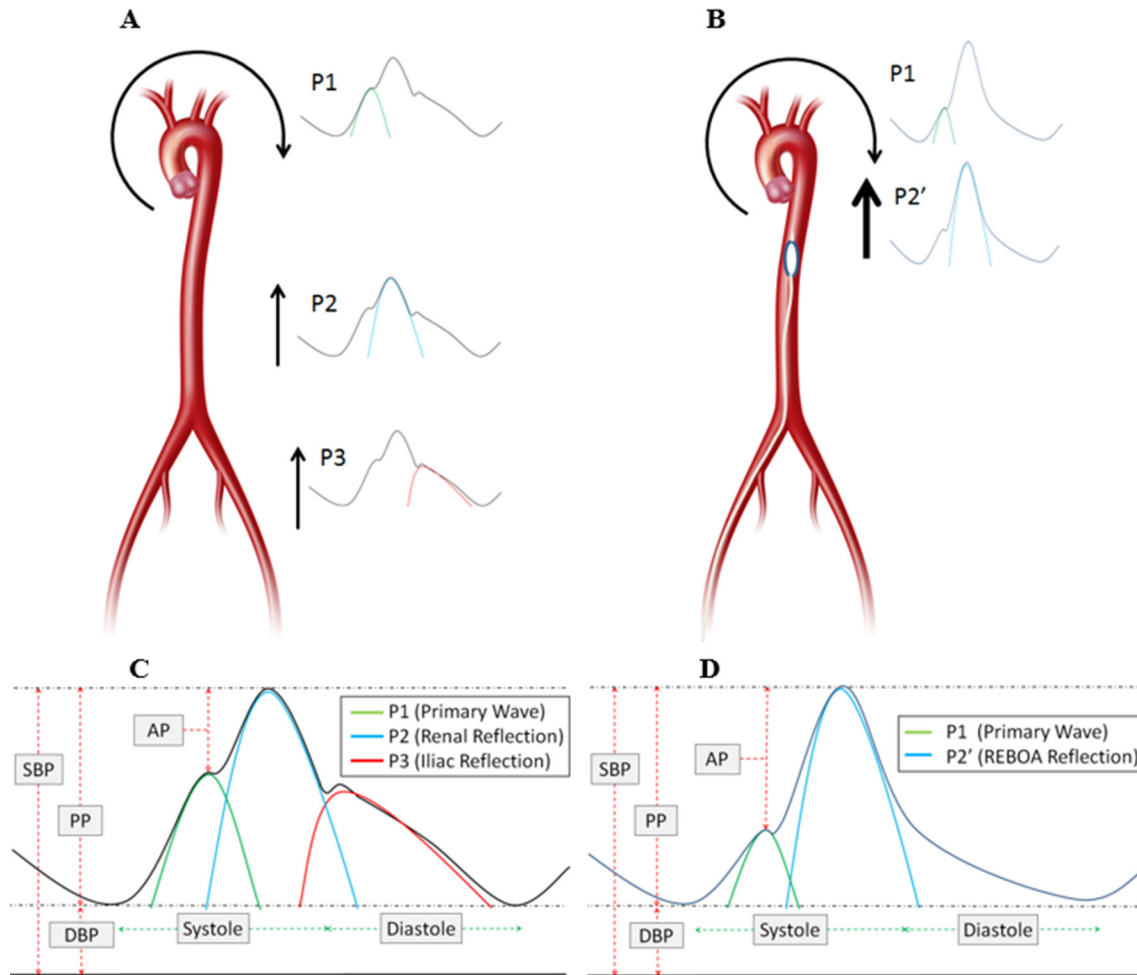 A
P1
P2
P3
B
P1
P2’
C
AP
SBP
PP
DBP
Systole
Diastole
P1 (Primary Wave)
P2 (Renal Reflection)
P3 (Iliac Reflection)
D
AP
SBP
PP
DBP
Systole
Diastole
P1 (Primary Wave)
P2’ (REBOA Reflection)